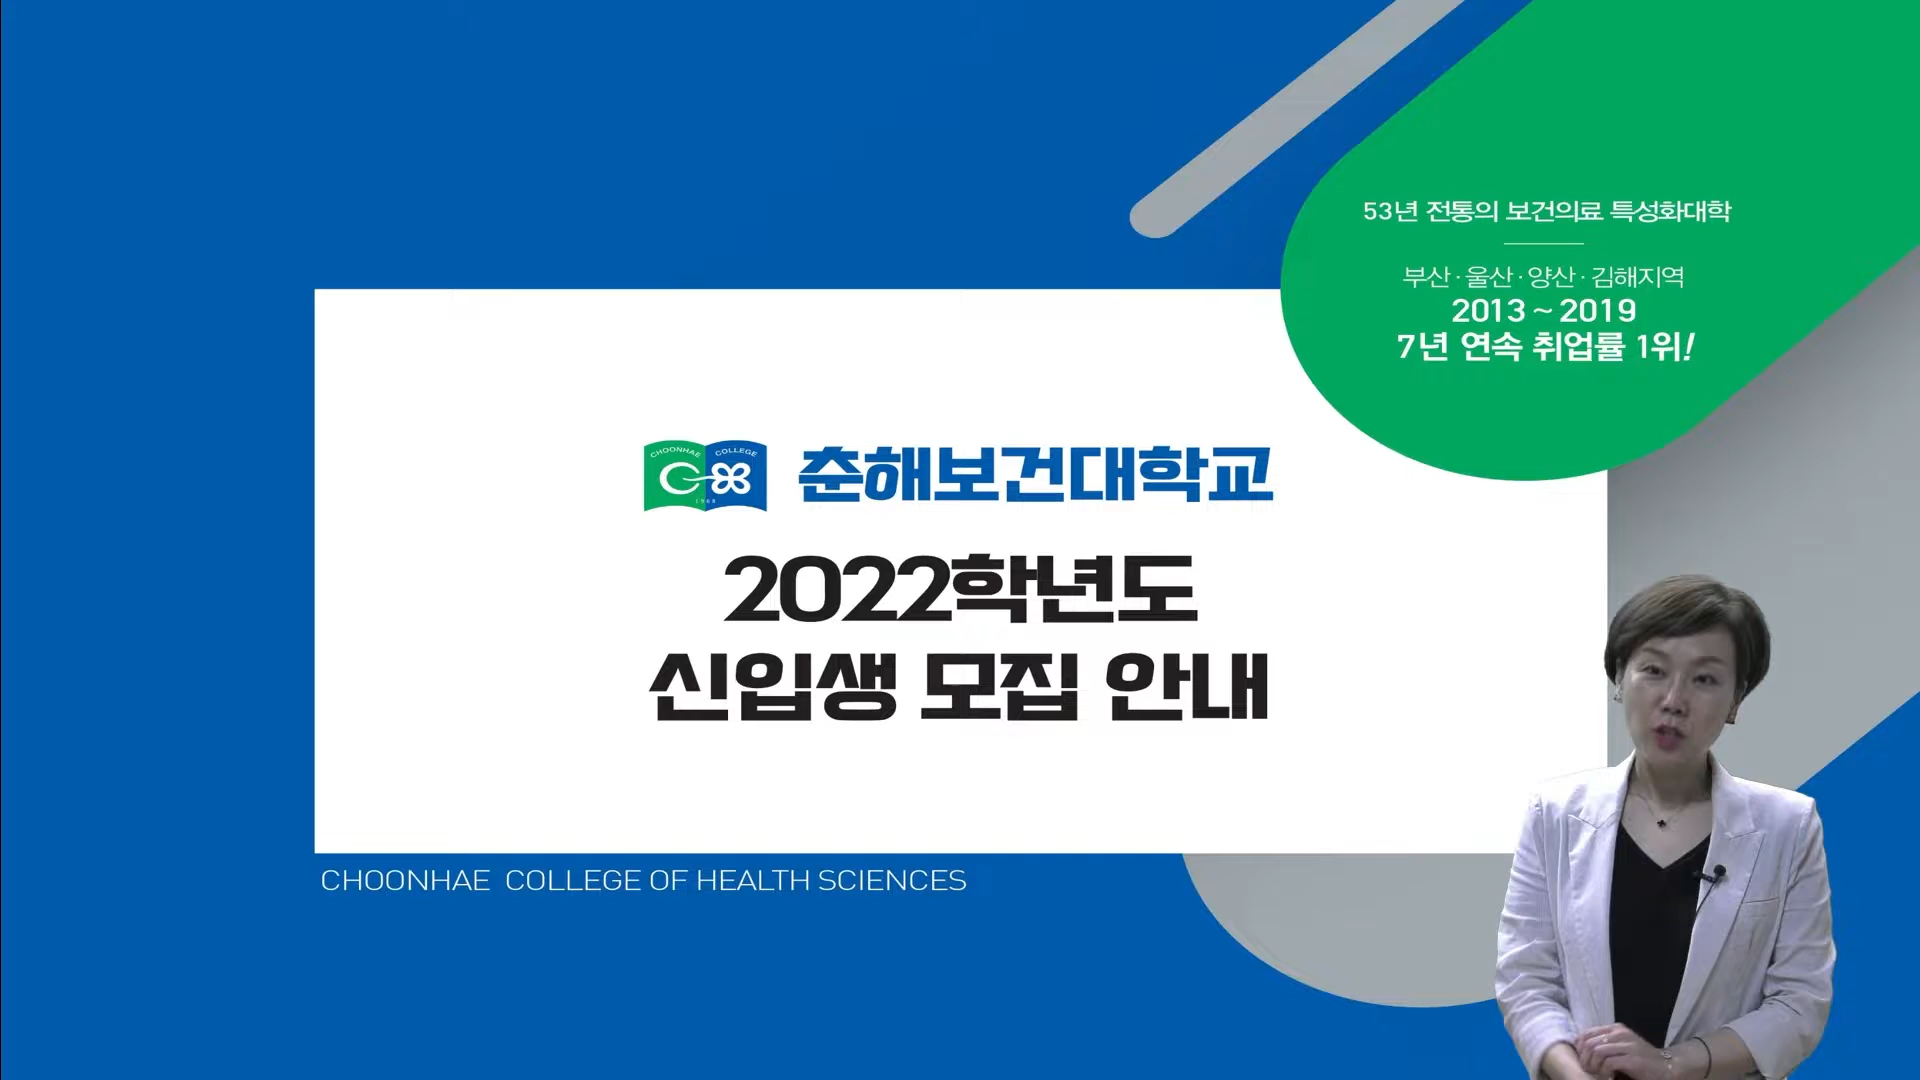 53년 전통의 보건의료 특성화대학
부산·울산·양산·김해지역
2013 ~ 2019
7년 연속 취업률 1위!
CHOONHAE COLLEGE
1968
춘해보건대학교
2022학년도
신입생 모집 안내
CHOONHAE COLLEGE OF HEALTH SCIENCES